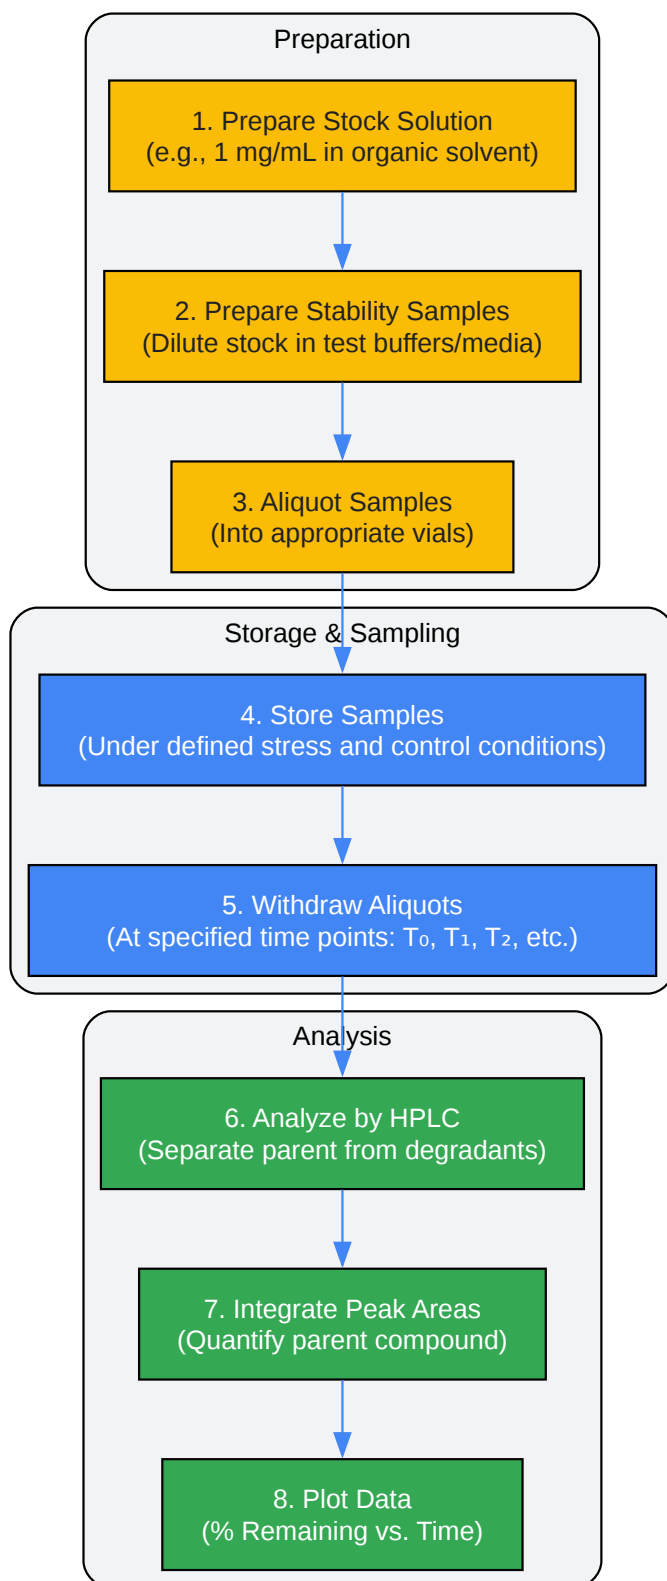 Preparation
1. Prepare Stock Solution
(e.g., 1 mg/mL in organic solvent)
2. Prepare Stability Samples
(Dilute stock in test buffers/media)
3. Aliquot Samples
(Into appropriate vials)
Storage & Sampling
4. Store Samples
(Under defined stress and control conditions)
5. Withdraw Aliquots
(At specified time points: T₀, T₁, T₂, etc.)
Analysis
6. Analyze by HPLC
(Separate parent from degradants)
7. Integrate Peak Areas
(Quantify parent compound)
8. Plot Data
(% Remaining vs. Time)